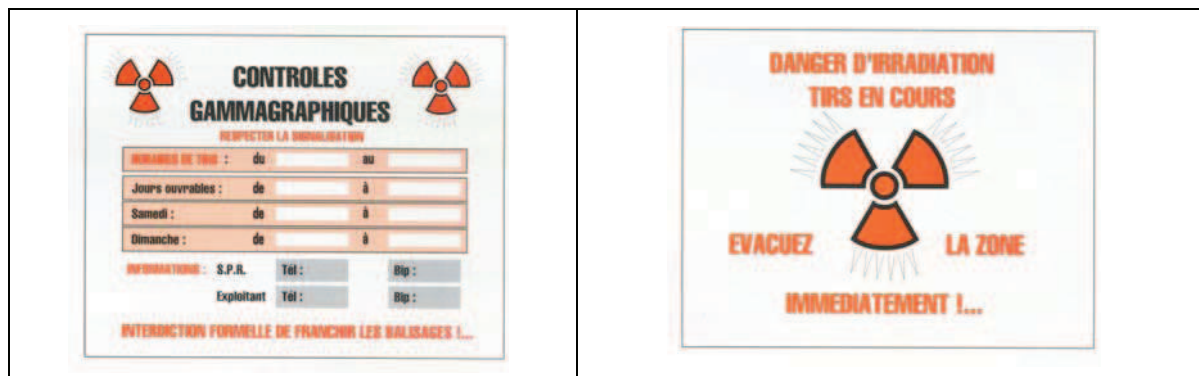 CONTROLES
GAMMAGRAPHIQUES
RESPECTER LA SIGNALISATION
HORAIRES DE TIRS : du au
Jours ouvrables : de à
Samedi : de à
Dimanche : de à
INFORMATIONS : S.P.R. Tél : Bip :
Exploitant Tél : Bip :
INTERDICTION FORMELLE DE FRANCHIR LES BALISAGES !...
DANGER D'IRRADIATION
TIRS EN COURS
EVACUEZ LA ZONE
IMMEDIATEMENT !...